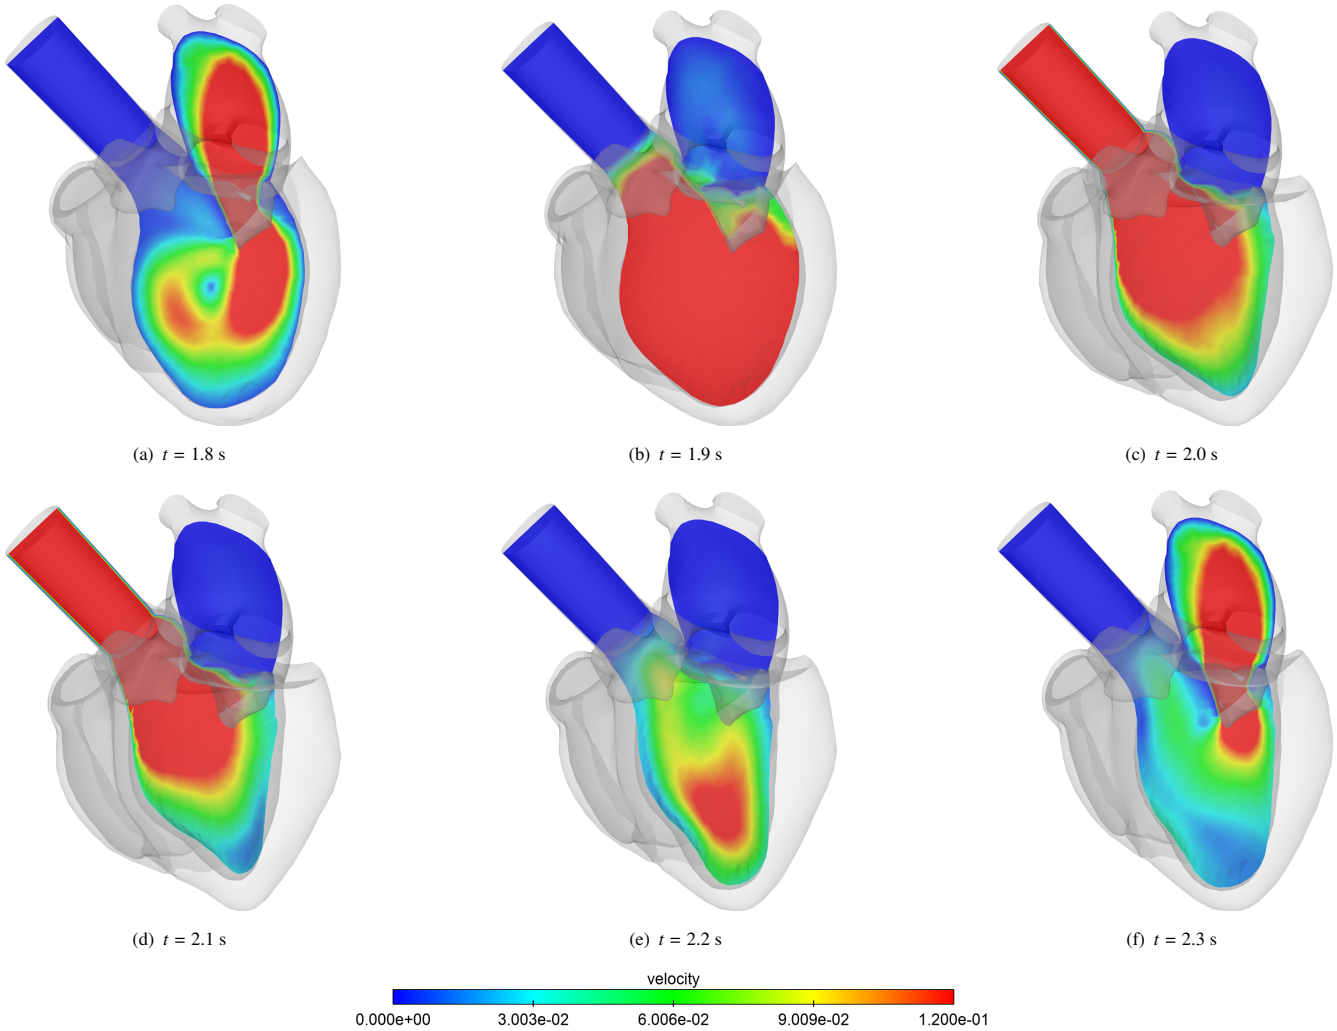 (a) t = 1.8 s
(b) t = 1.9 s
(c) t = 2.0 s
(d) t = 2.1 s
(e) t = 2.2 s
(f) t = 2.3 s
velocity
0.000e+00 3.003e-02 6.006e-02 9.009e-02 1.200e-01